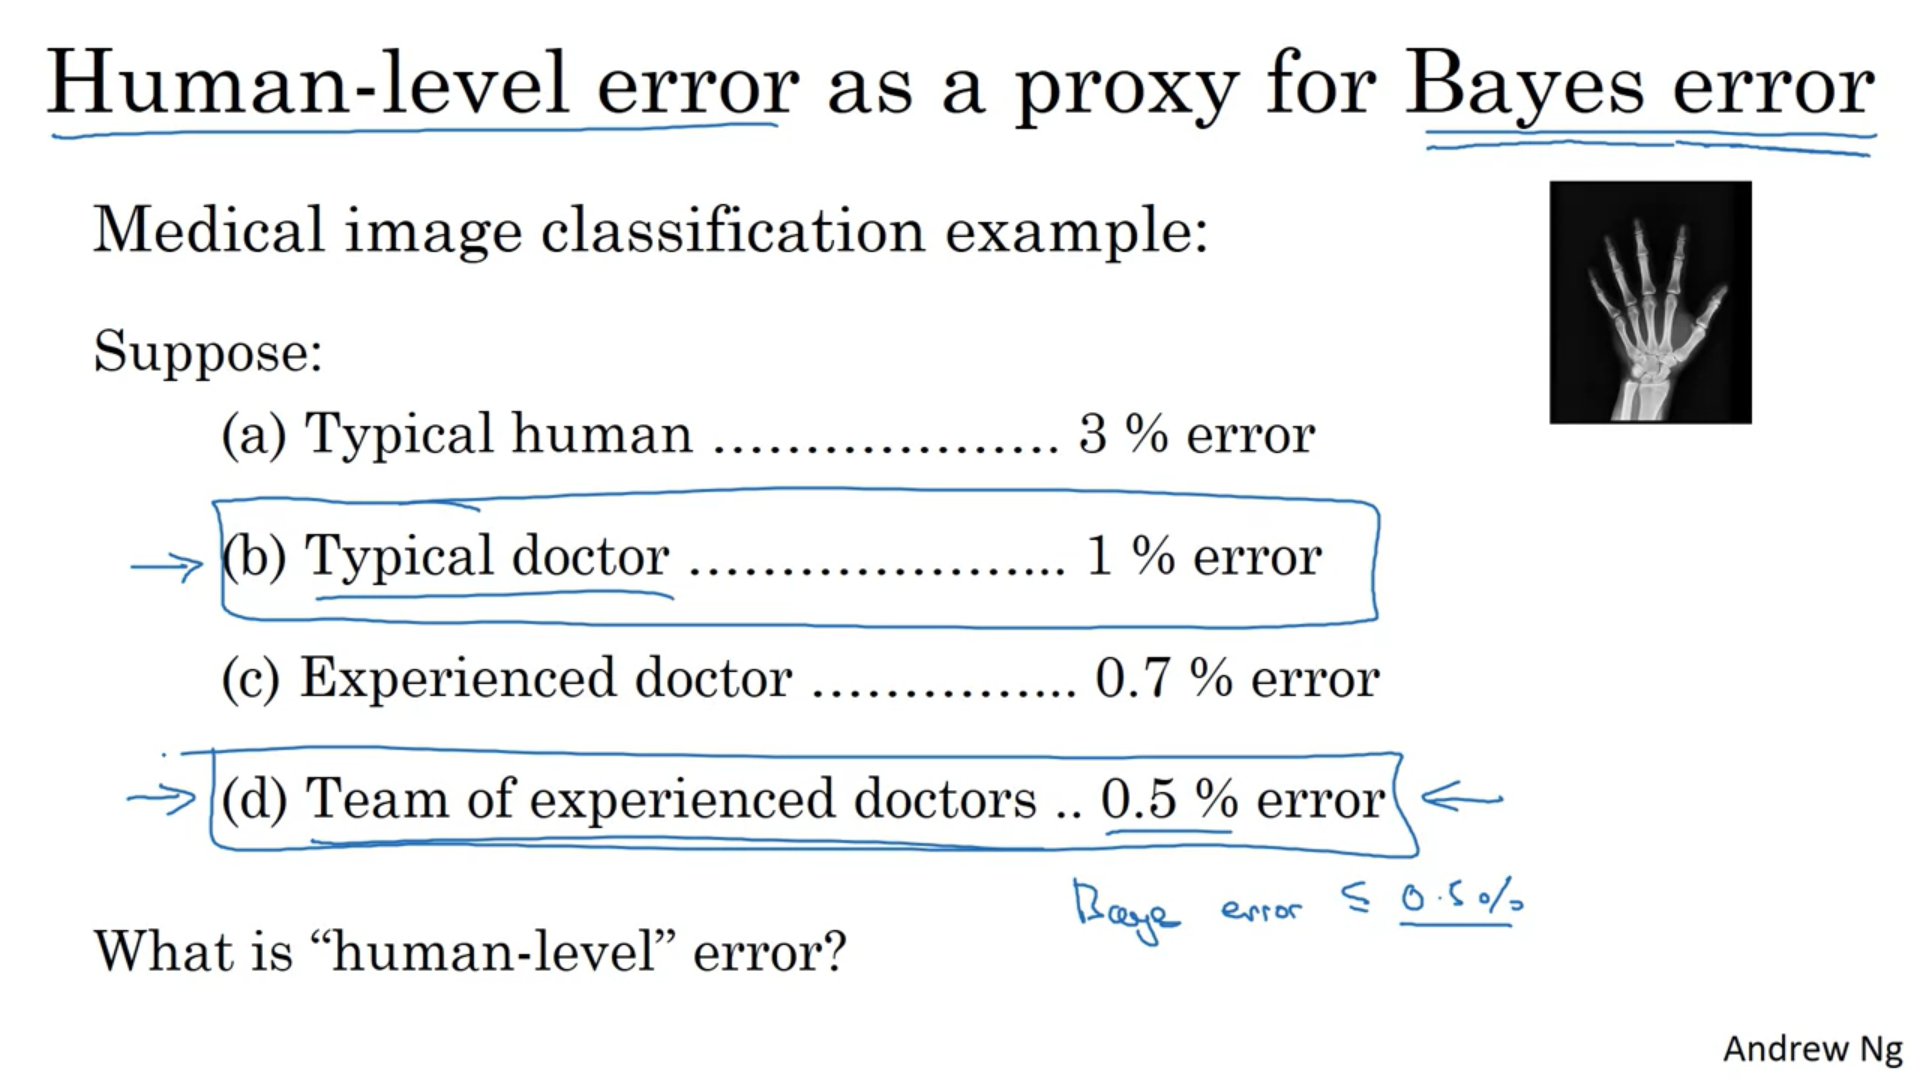 Human-level error as a proxy for Bayes error
Medical image classification example:
Suppose:
(a) Typical human ................... 3 % error
(b) Typical doctor ..................... 1 % error
(c) Experienced doctor ............... 0.7 % error
(d) Team of experienced doctors .. 0.5 % error
Baye error ≤ 0.5%
What is “human-level” error?
Andrew Ng